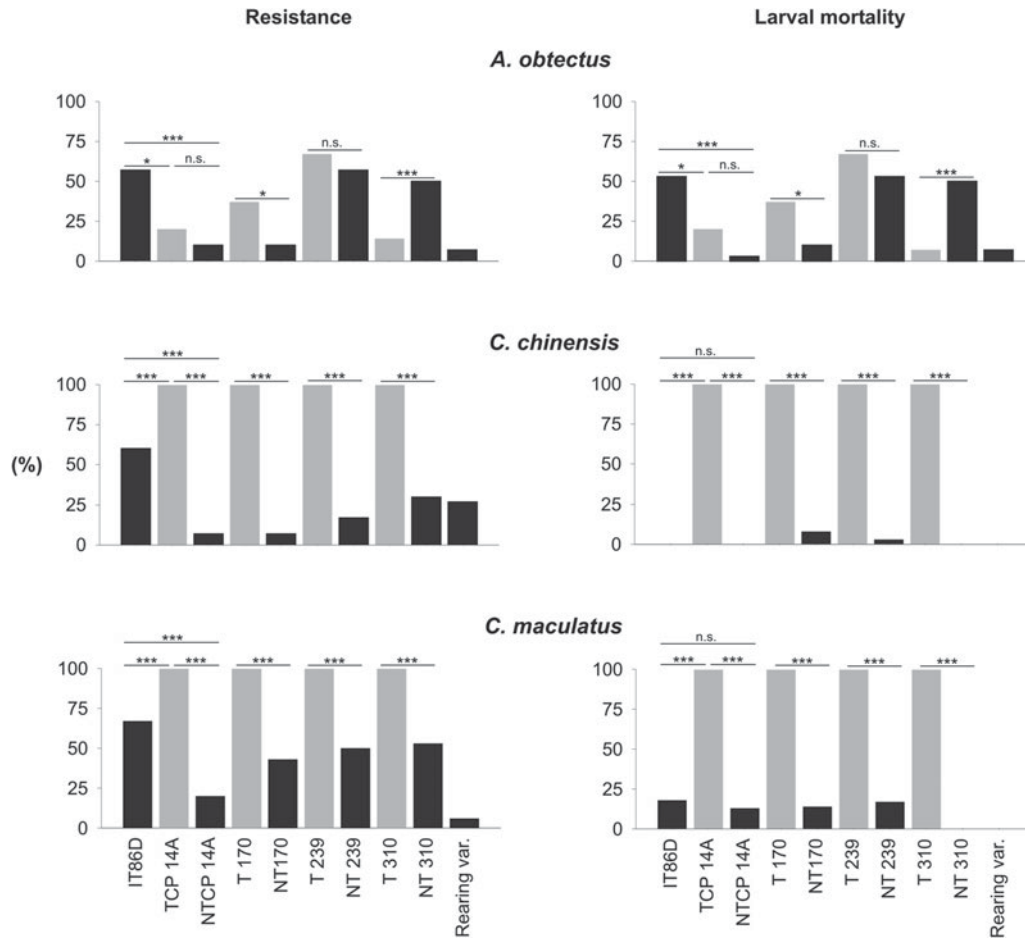 Resistance
Larval mortality
A. obtectus
100
75
50
25
0
***
*
n.s.
*
n.s.
***
100
75
50
25
0
***
*
n.s.
*
n.s.
***
C. chinensis
(%)
100
75
50
25
0
***
***
***
***
***
***
100
75
50
25
0
n.s.
***
***
***
***
***
C. maculatus
100
75
50
25
0
***
***
***
***
***
***
100
75
50
25
0
n.s.
***
***
***
***
***
IT86D
TCP 14A
NTCP 14A
T 170
NT170
T 239
NT 239
T 310
NT 310
Rearing var.
IT86D
TCP 14A
NTCP 14A
T 170
NT170
T 239
NT 239
T 310
NT 310
Rearing var.